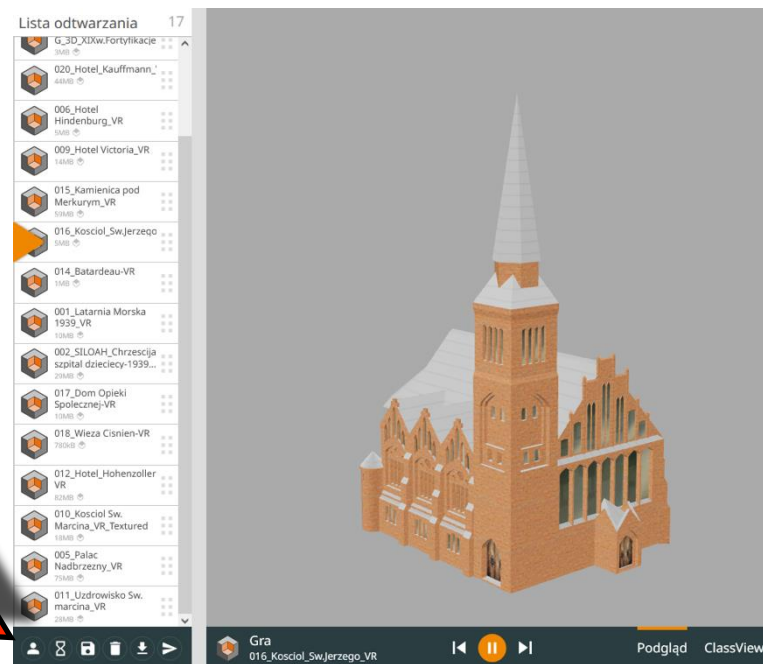 Lista odtwarzania 17
G_3D_XIXw.Fortyfikacje
3MB
020_Hotel_Kauffmann_
44MB
006_Hotel
Hindenburg_VR
5MB
009_Hotel Victoria_VR
14MB
015_Kamienica pod
Merkurym_VR
59MB
016_Kosciol_Sw.Jerzego
5MB
014_Batardeau-VR
1MB
001_Latarnia Morska
1939_VR
10MB
002_SILOAH_Chrzescija
szpital dzieciecy-1939...
29MB
017_Dom Opieki
Spolecznej-VR
10MB
018_Wieza Cisnien-VR
780kB
012_Hotel_Hohenzoller
VR
82MB
010_Kosciol Sw.
Marcina_VR_Textured
18MB
005_Palac
Nadbrzezny_VR
75MB
011_Uzdrowisko Sw.
marcina_VR
28MB
Gra
016_Kosciol_Sw.Jerzego_VR
Podgląd ClassView